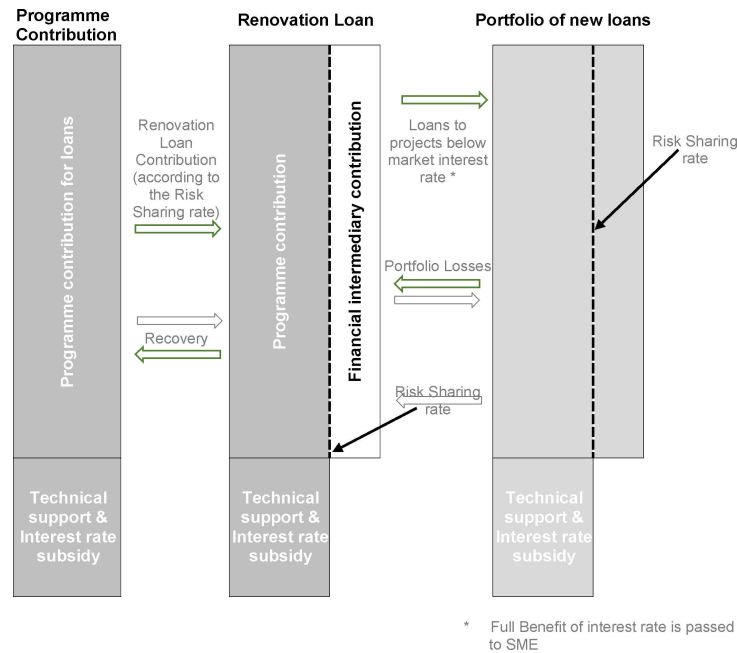 Programme
Contribution
Renovation Loan
Portfolio of new loans
Programme contribution for loans
Renovation
Loan
Contribution
(according to
the Risk
Sharing rate)
Programme contribution
Financial intermediary contribution
Loans to
projects below
market interest
rate *
Risk Sharing
rate
Portfolio Losses
Recovery
Risk Sharing
rate
Technical
support &
Interest rate
subsidy
Technical
support &
Interest rate
subsidy
Technical
support &
Interest rate
subsidy
* Full Benefit of interest rate is passed
to SME